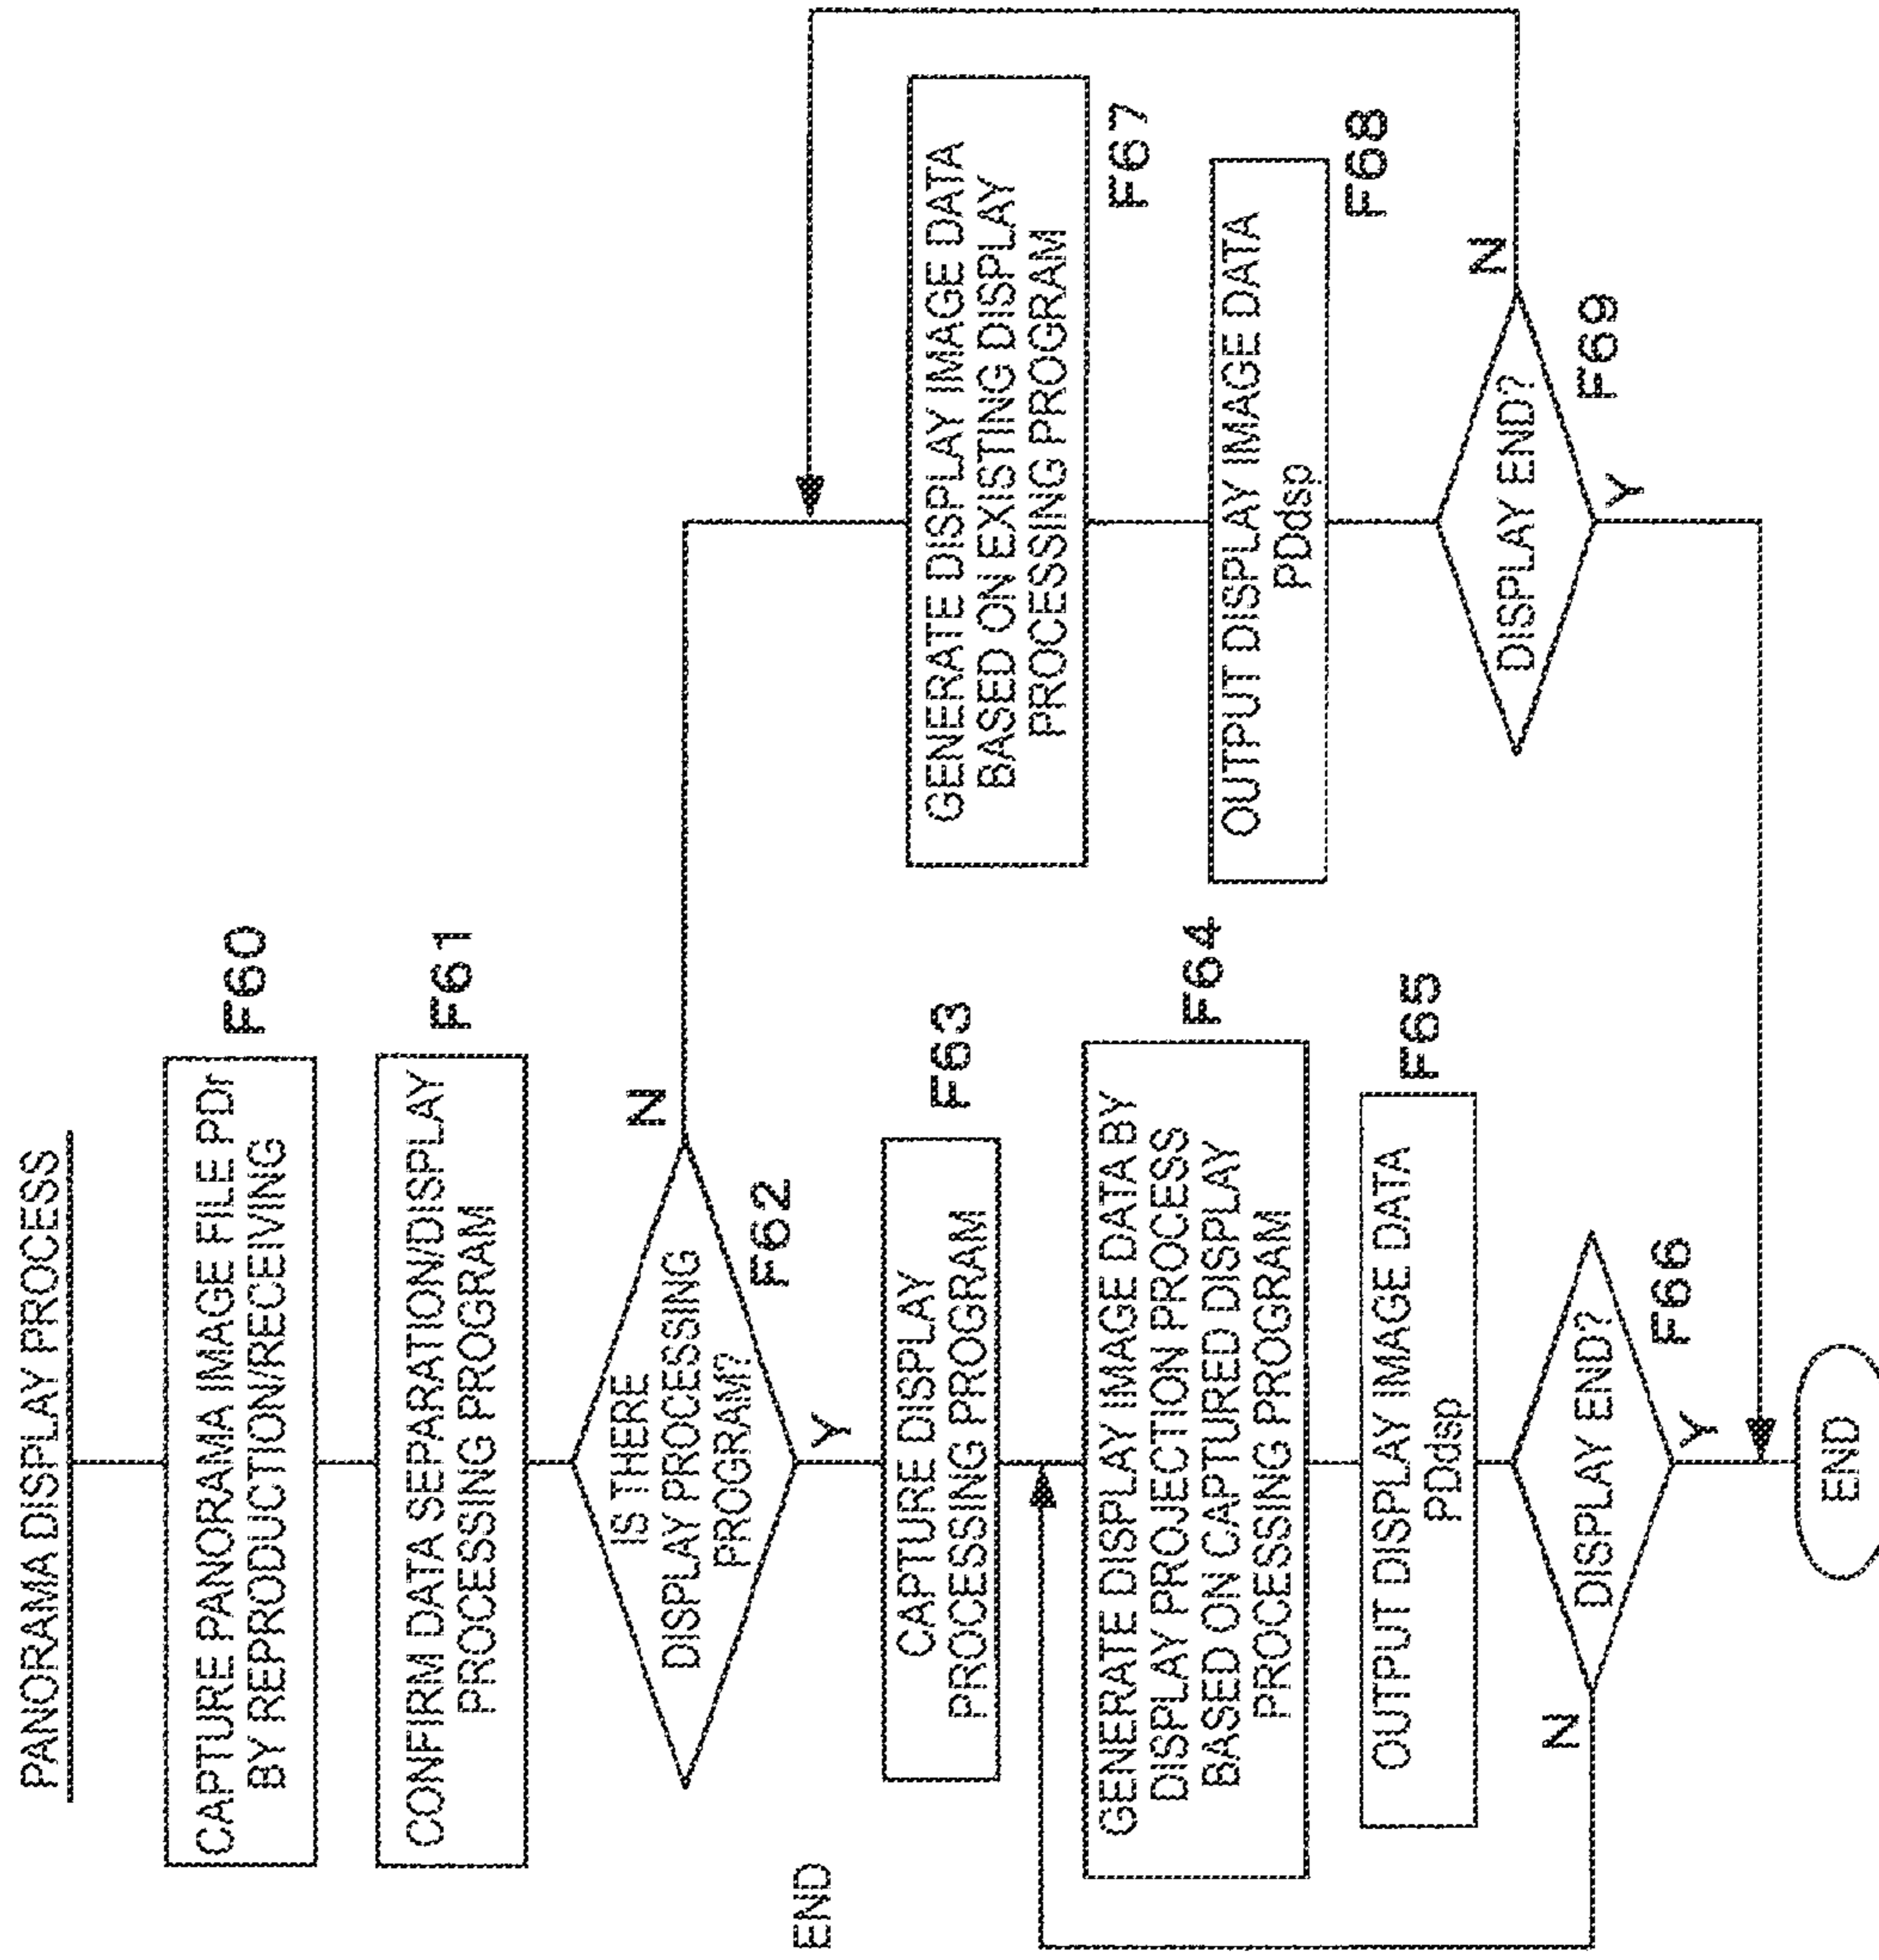 PANORAMA DISPLAY PROCESS
CAPTURE PANORAMA IMAGE FILE PDr
BY REPRODUCTION/RECEIVING
F60
CONFIRM DATA SEPARATION/DISPLAY
PROCESSING PROGRAM
F61
IS THERE
DISPLAY PROCESSING
PROGRAM?
F62
N
Y
CAPTURE DISPLAY
PROCESSING PROGRAM
F63
END
GENERATE DISPLAY IMAGE DATA BY
DISPLAY PROJECTION PROCESS
BASED ON CAPTURED DISPLAY
PROCESSING PROGRAM
F64
OUTPUT DISPLAY IMAGE DATA
PDdsp
F65
DISPLAY END?
F66
N
Y
GENERATE DISPLAY IMAGE DATA
BASED ON EXISTING DISPLAY
PROCESSING PROGRAM
F67
OUTPUT DISPLAY IMAGE DATA
PDdsp
F68
DISPLAY END?
F69
N
Y
END